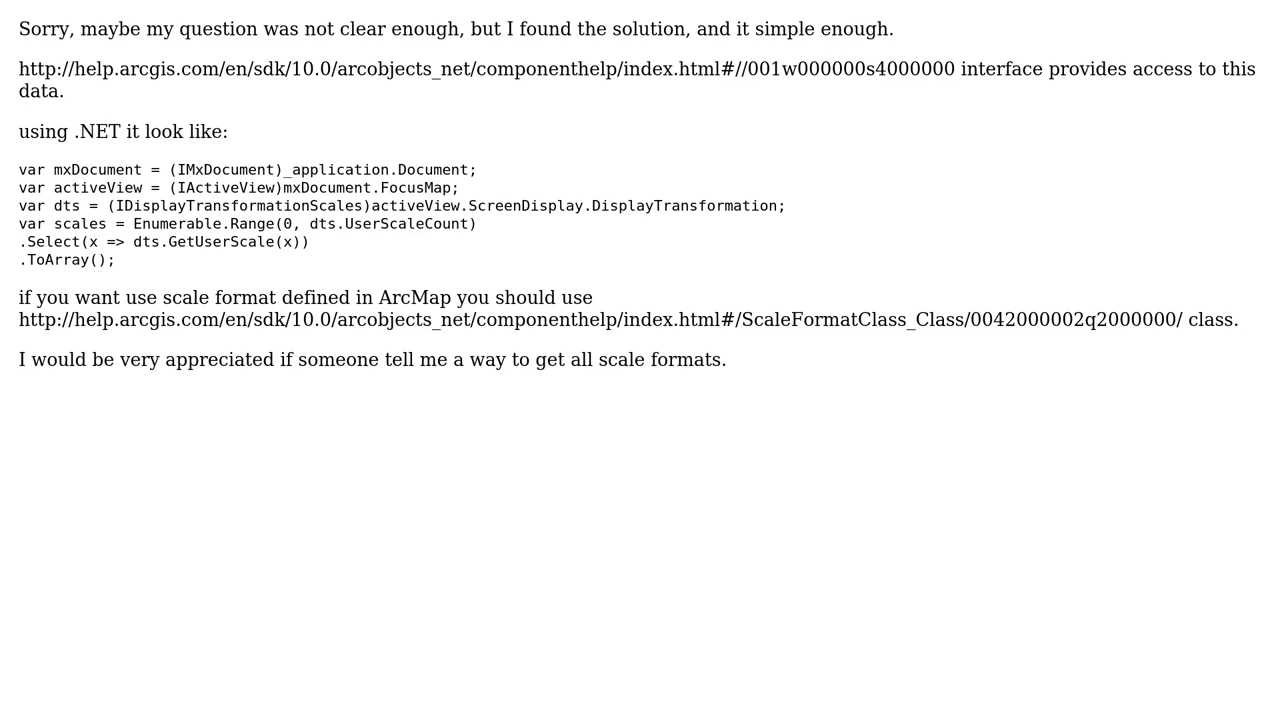 Sorry, maybe my question was not clear enough, but I found the solution, and it simple enough.
http://help.arcgis.com/en/sdk/10.0/arcobjects_net/componenthelp/index.html#//001w000000s4000000 interface provides access to this
data.
using .NET it look like:
var mxDocument = (IMxDocument)_application.Document;
var activeView = (IActiveView)mxDocument.FocusMap;
var dts = (IDisplayTransformationScales)activeView.ScreenDisplay.DisplayTransformation;
var scales = Enumerable.Range(0, dts.UserScaleCount)
.Select(x => dts.GetUserScale(x))
.ToArray();
if you want use scale format defined in ArcMap you should use
http://help.arcgis.com/en/sdk/10.0/arcobjects_net/componenthelp/index.html#/ScaleFormatClass_Class/0042000002q2000000/ class.
I would be very appreciated if someone tell me a way to get all scale formats.